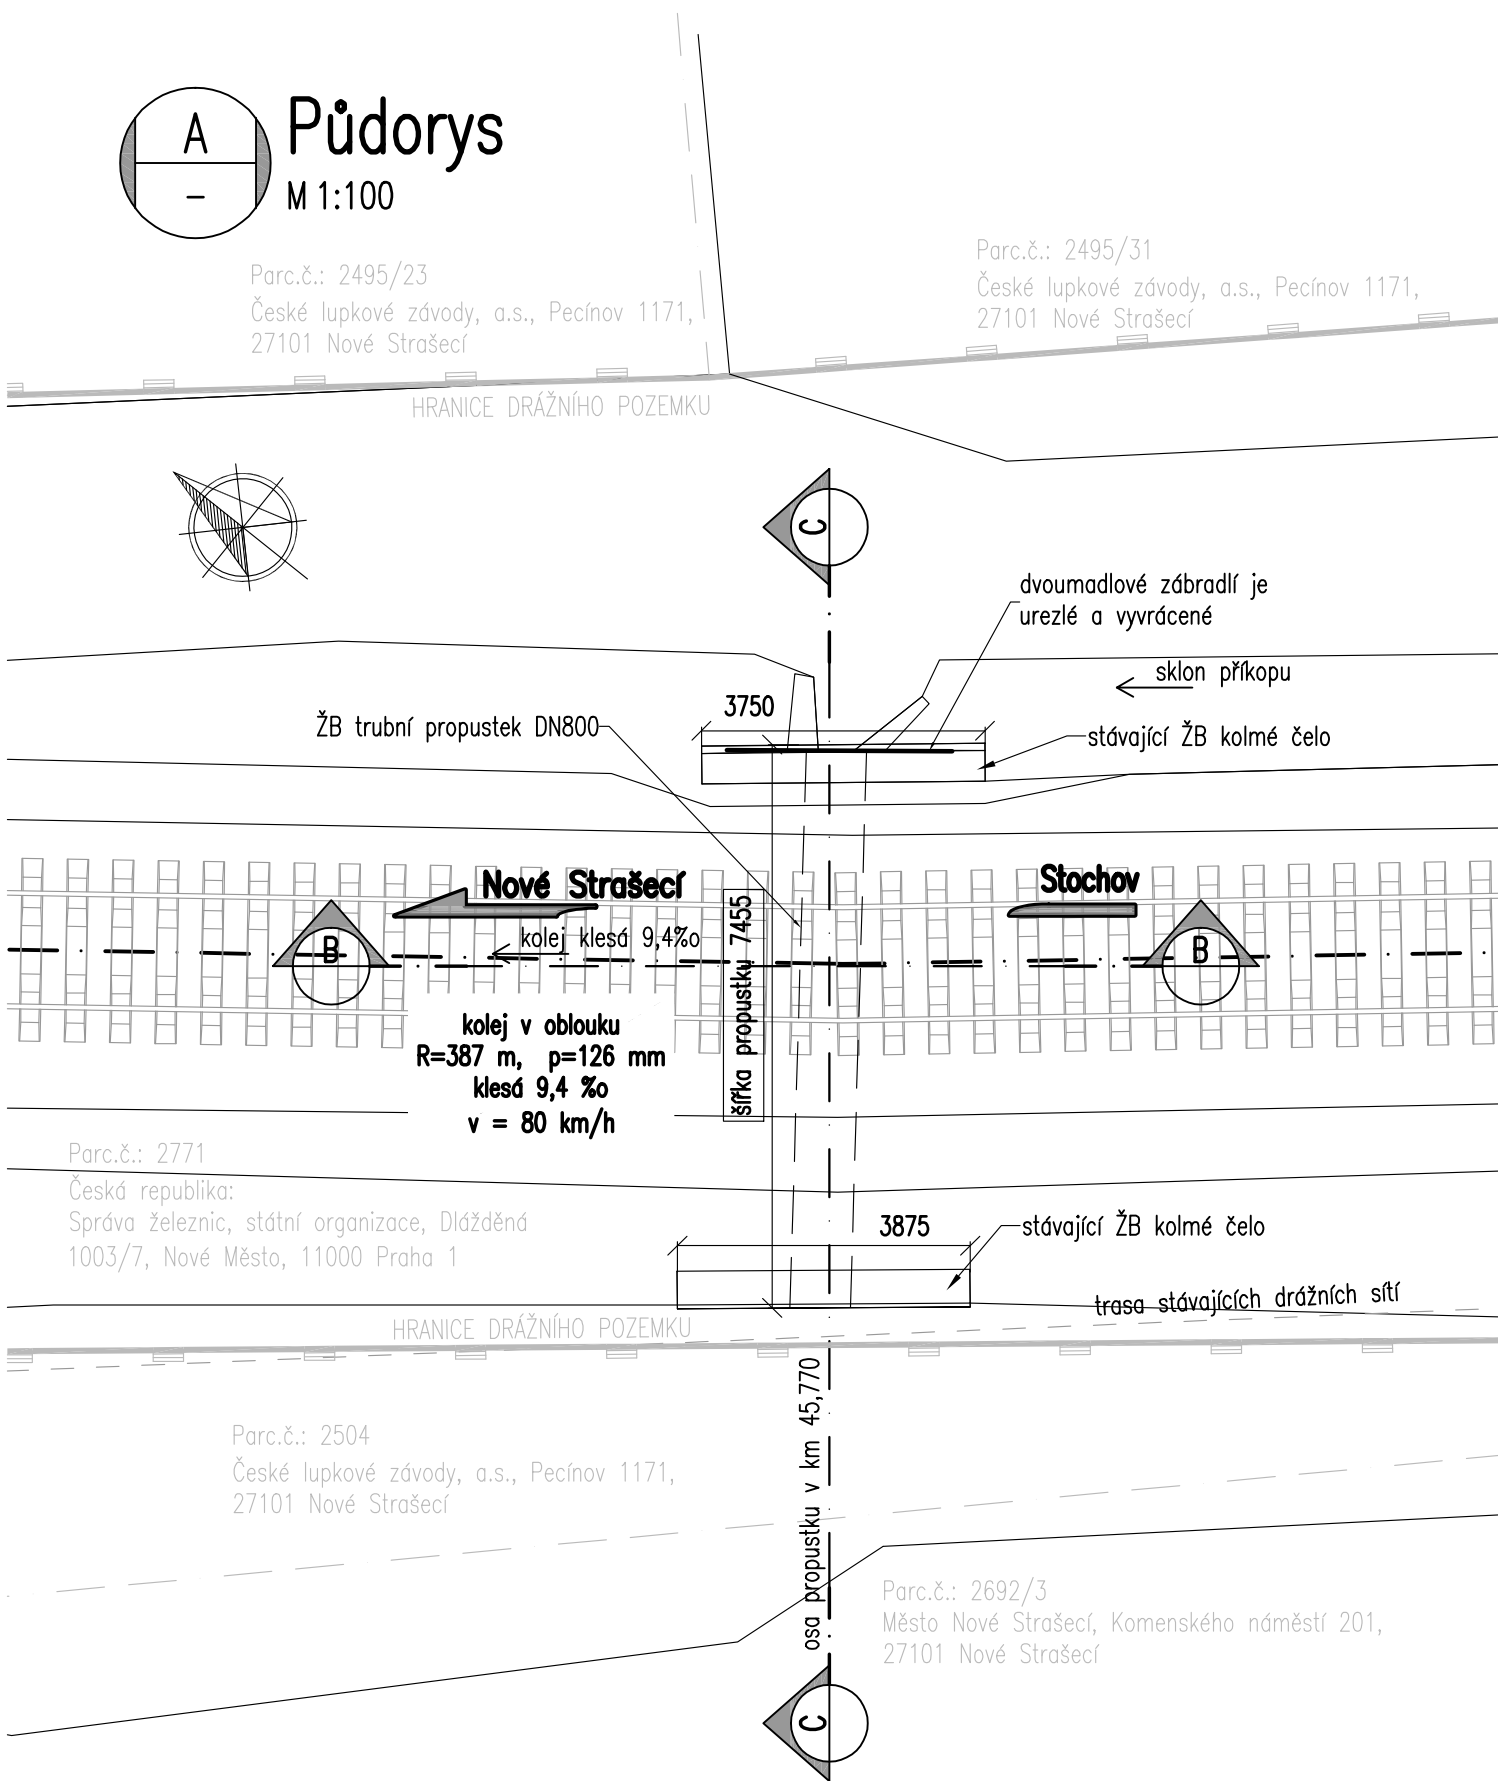 A
–
Půdorys
M 1:100
Parc.č.: 2495/23
České lupkové závody, a.s., Pecínov 1171,
27101 Nové Strašecí
Parc.č.: 2495/31
České lupkové závody, a.s., Pecínov 1171,
27101 Nové Strašecí
HRANICE DRÁŽNÍHO POZEMKU
C
dvoumadlové zábradlí je
urezlé a vyvrácené
sklon příkopu
3750
ŽB trubní propustek DN800
stávající ŽB kolmé čelo
Nové Strašecí
Stochov
kolej klesá 9,4‰
B
B
šířka propustku 7455
kolej v oblouku
R=387 m, p=126 mm
klesá 9,4 ‰
v = 80 km/h
Parc.č.: 2771
Česká republika:
Správa železnic, státní organizace, Dlážděná
1003/7, Nové Město, 11000 Praha 1
3875
stávající ŽB kolmé čelo
trasa stávajících drážních sítí
HRANICE DRÁŽNÍHO POZEMKU
osa propustku v km 45,770
Parc.č.: 2504
České lupkové závody, a.s., Pecínov 1171,
27101 Nové Strašecí
Parc.č.: 2692/3
Město Nové Strašecí, Komenského náměstí 201,
27101 Nové Strašecí
C